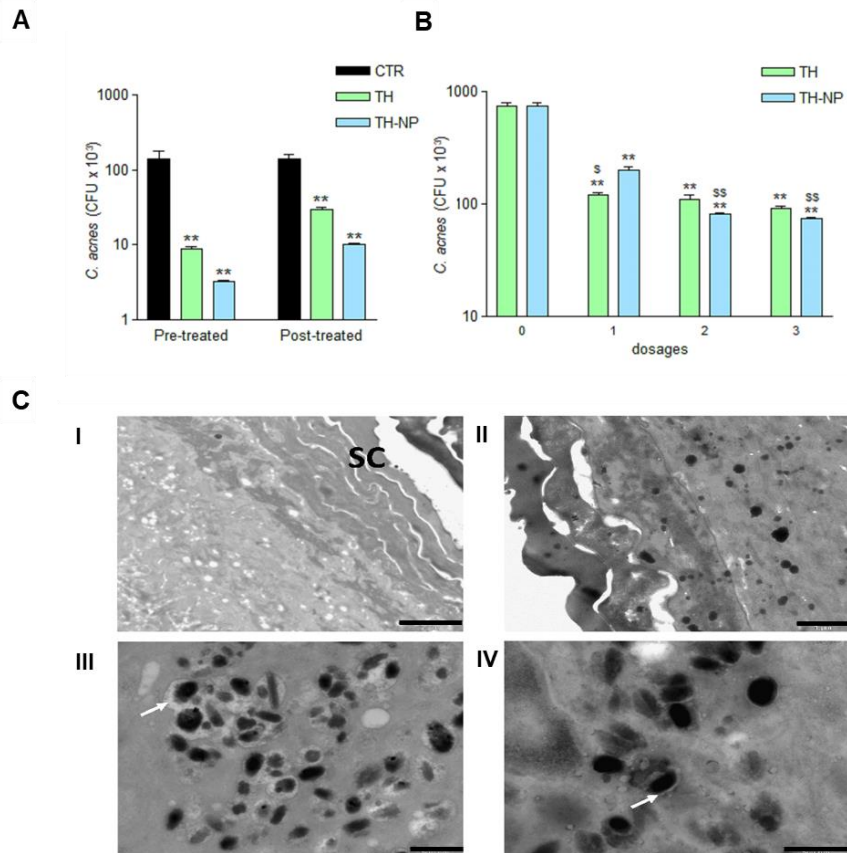 A
CTR
TH
TH-NP
C. acnes (CFU x 10³)
1000
100
10
1
**
**
**
**
Pre-treated
Post-treated
B
TH
TH-NP
C. acnes (CFU x 10³)
1000
100
10
$
**
**
**
$$
**
**
$$
**
0
1
2
3
dosages
C
I
SC
II
III
IV